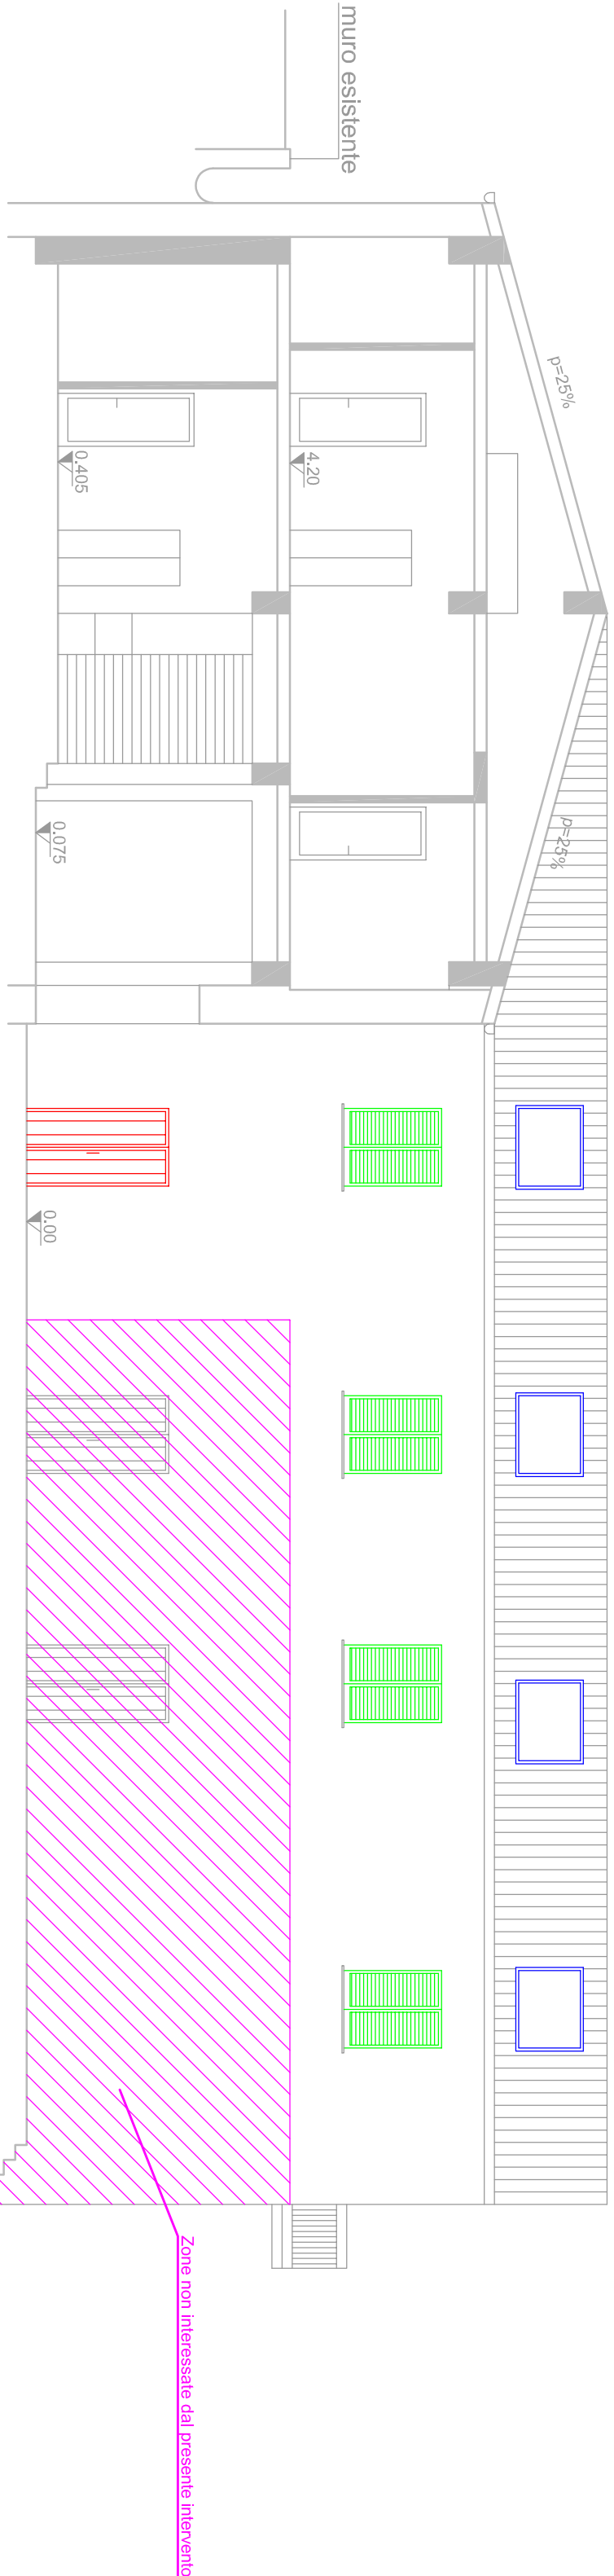 muro esistente
p=25%
4.20
0.405
p=25%
0.075
0.00
Zone non interessate dal presente intervento